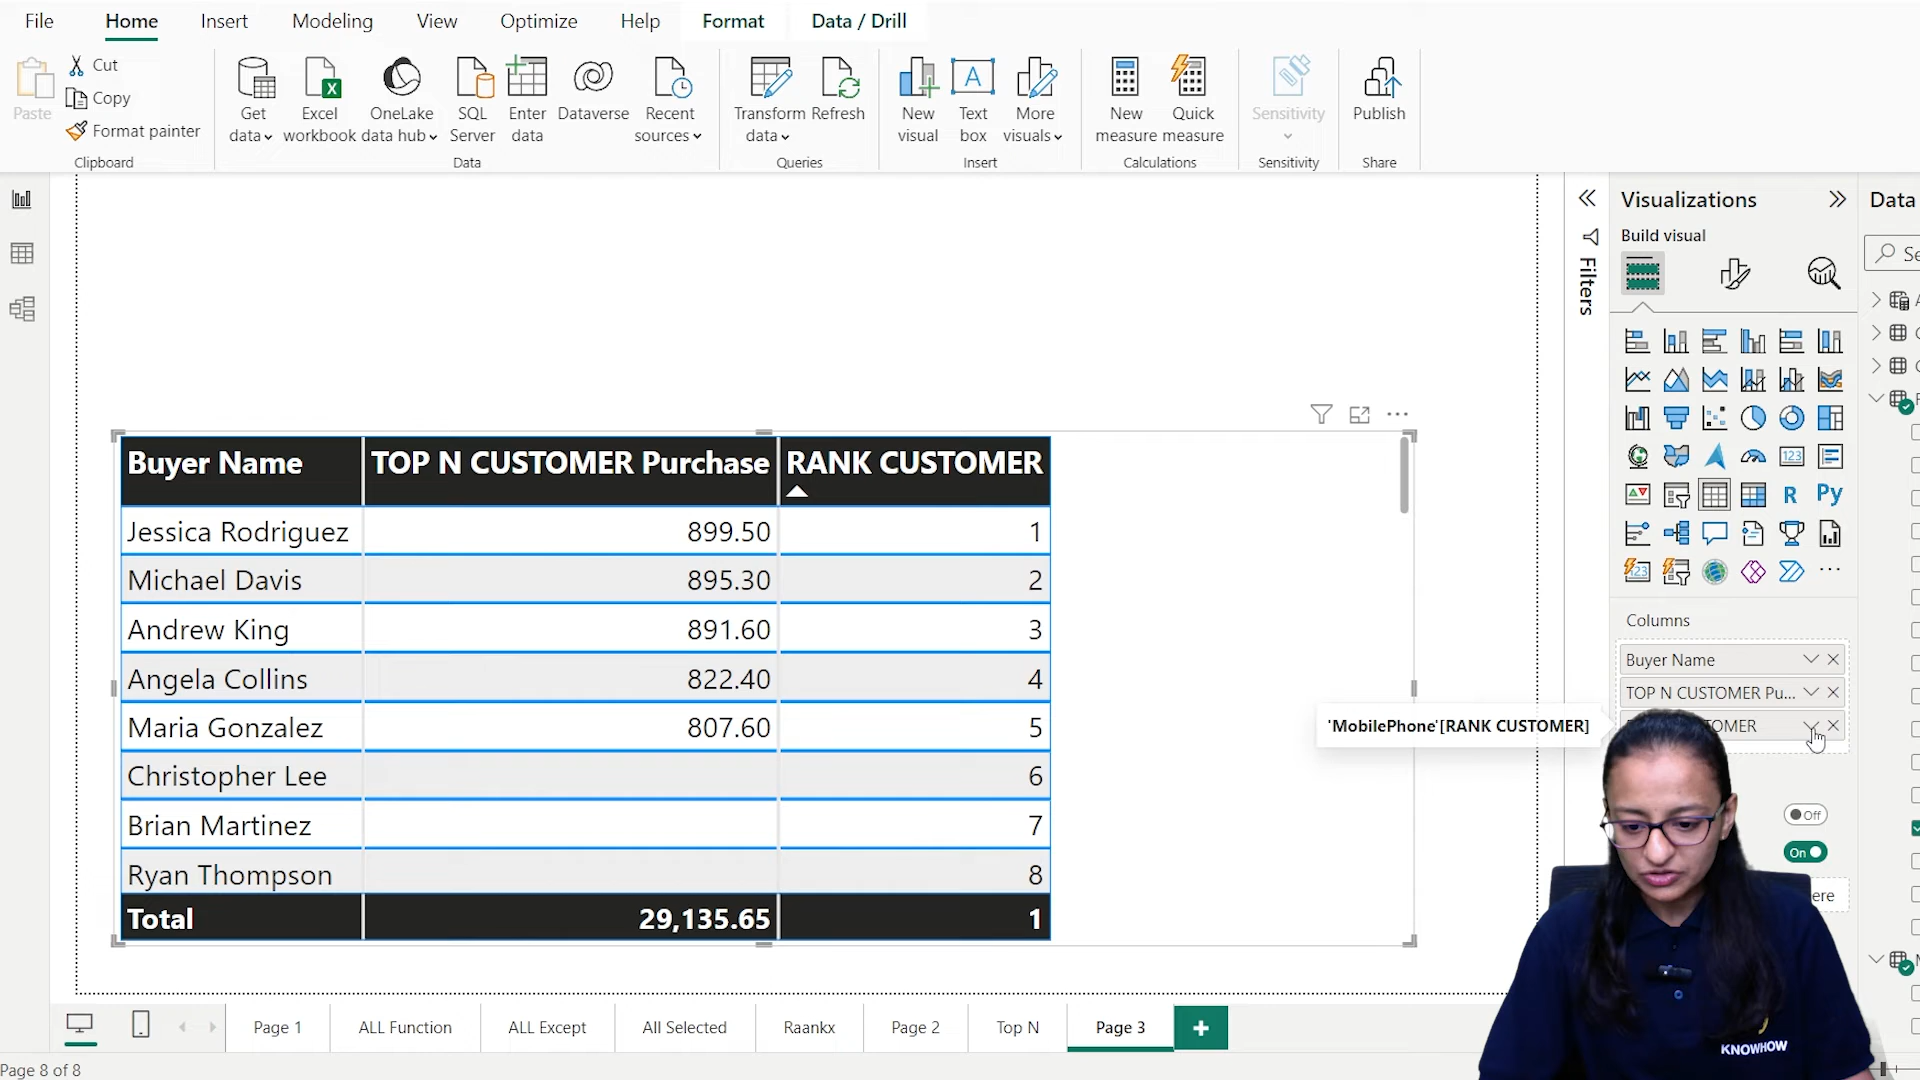 File
Home
Insert
Modeling
View
Optimize
Help
Format
Data / Drill
Paste
Cut
Copy
Format painter
Clipboard
Get data
Excel workbook
OneLake data hub
SQL Server
Enter data
Dataverse
Recent sources
Data
Transform data
Refresh
Queries
New visual
Text box
More visuals
Insert
New measure
Quick measure
Calculations
Sensitivity
Sensitivity
Publish
Share
Filters
Visualizations
Build visual
Data
Se
R
Py
123
123
Columns
Buyer Name
TOP N CUSTOMER Pu...
OMER
'MobilePhone'[RANK CUSTOMER]
Off
On
ere
Buyer Name TOP N CUSTOMER Purchase RANK CUSTOMER
Jessica Rodriguez 899.50 1
Michael Davis 895.30 2
Andrew King 891.60 3
Angela Collins 822.40 4
Maria Gonzalez 807.60 5
Christopher Lee 6
Brian Martinez 7
Ryan Thompson 8
Total 29,135.65 1
KNOWHOW
Page 1
ALL Function
ALL Except
All Selected
Raankx
Page 2
Top N
Page 3
Page 8 of 8